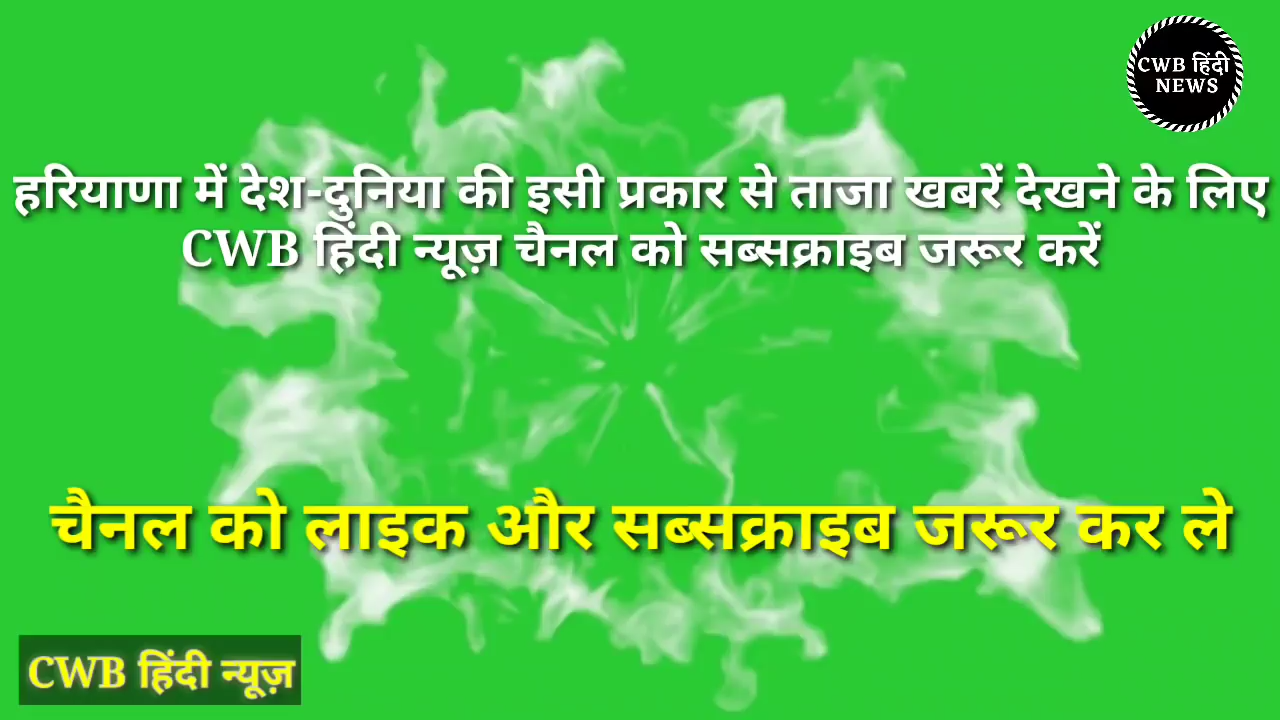 CWB हिंदी
NEWS
हरियाणा में देश-दुनिया की इसी प्रकार से ताजा खबरें देखने के लिए
CWB हिंदी न्यूज़ चैनल को सब्सक्राइब जरूर करें
चैनल को लाइक और सब्सक्राइब जरूर कर ले
CWB हिंदी न्यूज़